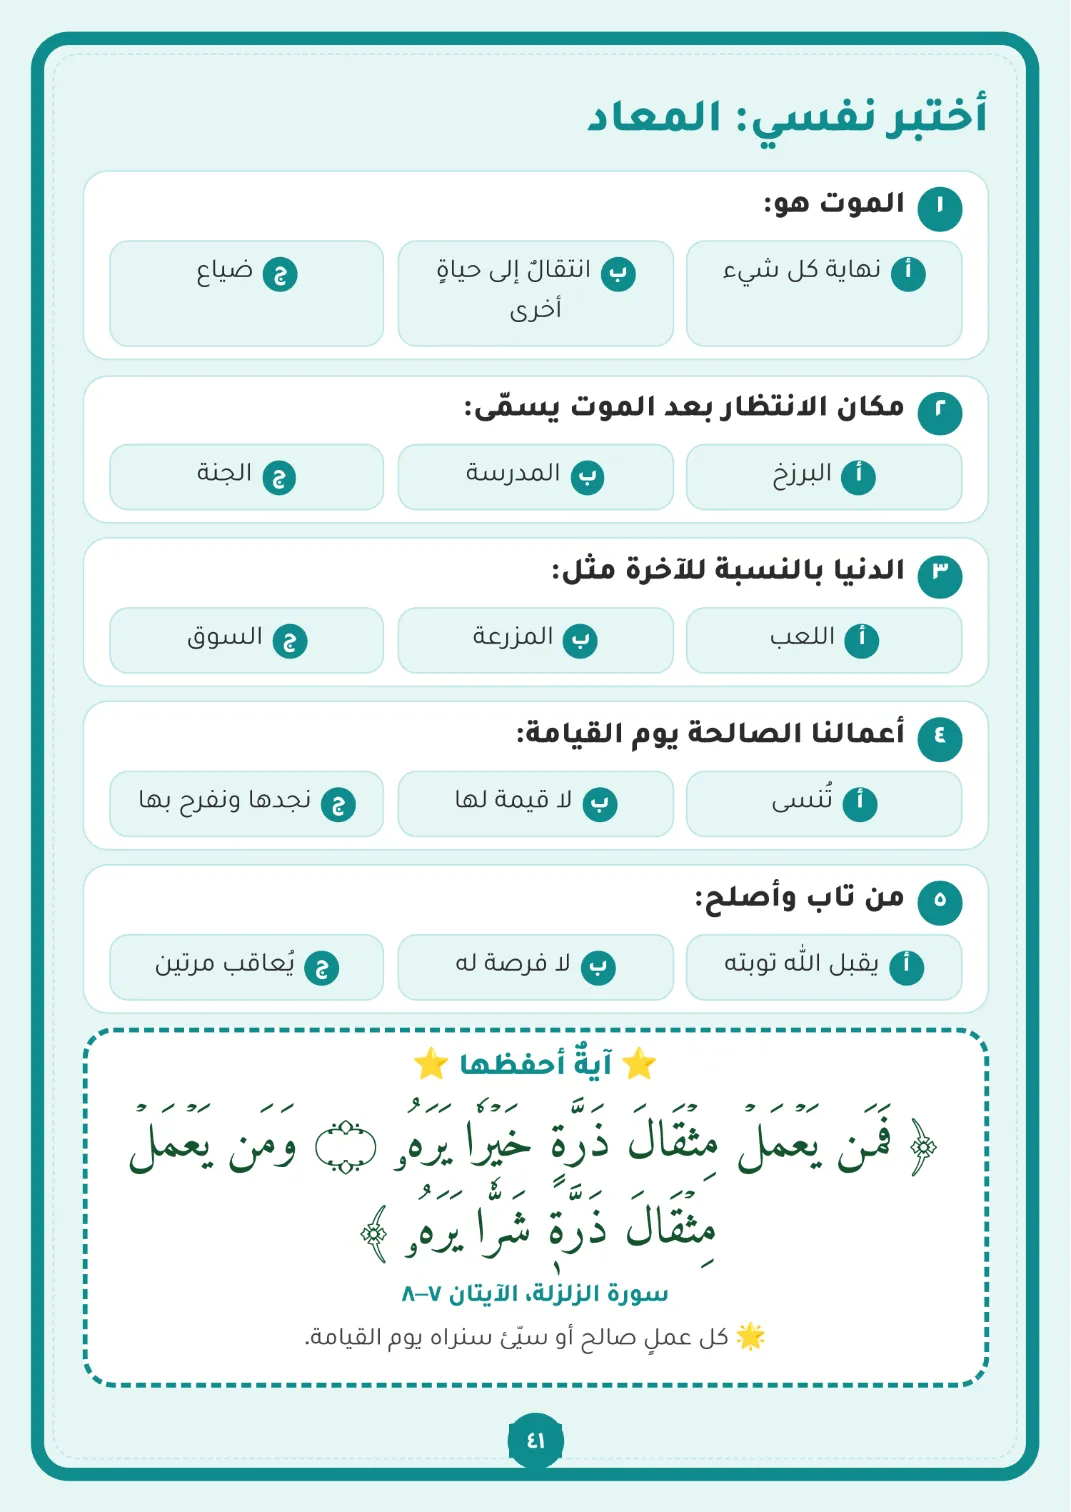 أختبر نفسي: المعاد
١ الموت هو:
أ نهاية كل شيء
ب انتقالٌ إلى حياةٍ
أخرى
ج ضياع
٢ مكان الانتظار بعد الموت يسمّى:
أ البرزخ
ب المدرسة
ج الجنة
٣ الدنيا بالنسبة للآخرة مثل:
أ اللعب
ب المزرعة
ج السوق
٤ أعمالنا الصالحة يوم القيامة:
أ تُنسى
ب لا قيمة لها
ج نجدها ونفرح بها
٥ من تاب وأصلح:
أ يقبل الله توبته
ب لا فرصة له
ج يُعاقب مرتين
⭐ آيةٌ أحفظها ⭐
﴿ فَمَن يَعۡمَلۡ مِثۡقَالَ ذَرَّةٍ خَيۡرٗا يَرَهُۥ ۝ وَمَن يَعۡمَلۡ
مِثۡقَالَ ذَرَّةٖ شَرّٗا يَرَهُۥ ﴾
سورة الزلزلة، الآيتان ٧–٨
🌟 كل عملٍ صالح أو سيّئ سنراه يوم القيامة.
٤١